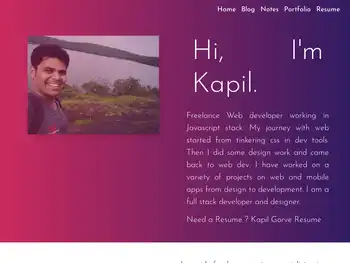 Home Blog Notes Portfolio Resume
Hi, I'm
Kapil.
Freelance Web developer working in
Javascript stack. My journey with web
started from tinkering css in dev tools.
Then I did some design work and came
back to web dev. I have worked on a
variety of projects on web and mobile
apps from design to development. I am a
full stack developer and designer.
Need a Resume ? Kapil Gorve Resume